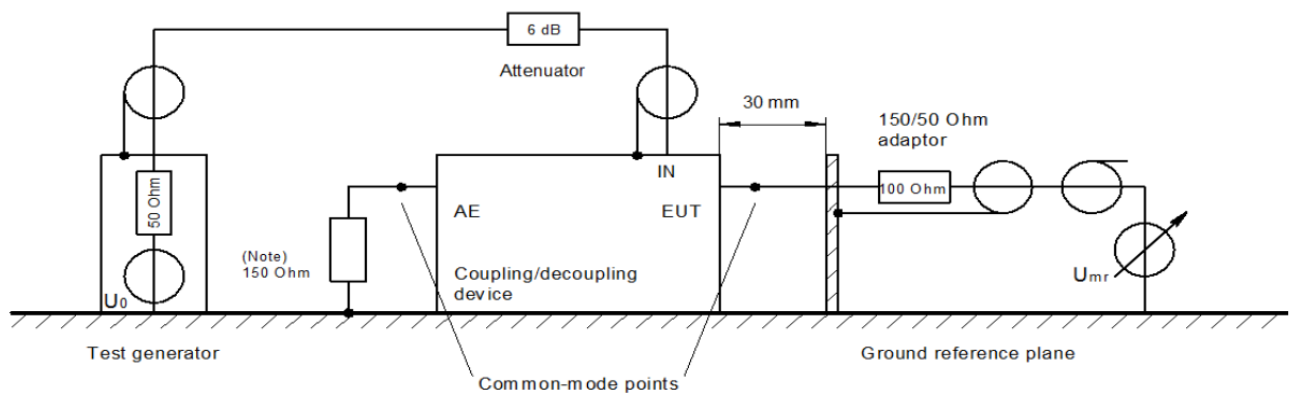 6 dB
Attenuator
30 mm
150/50 Ohm
adaptor
50 Ohm
IN
100 Ohm
AE
EUT
(Note)
150 Ohm
Coupling/decoupling
device
U0
Umr
Test generator
Ground reference plane
Common-mode points